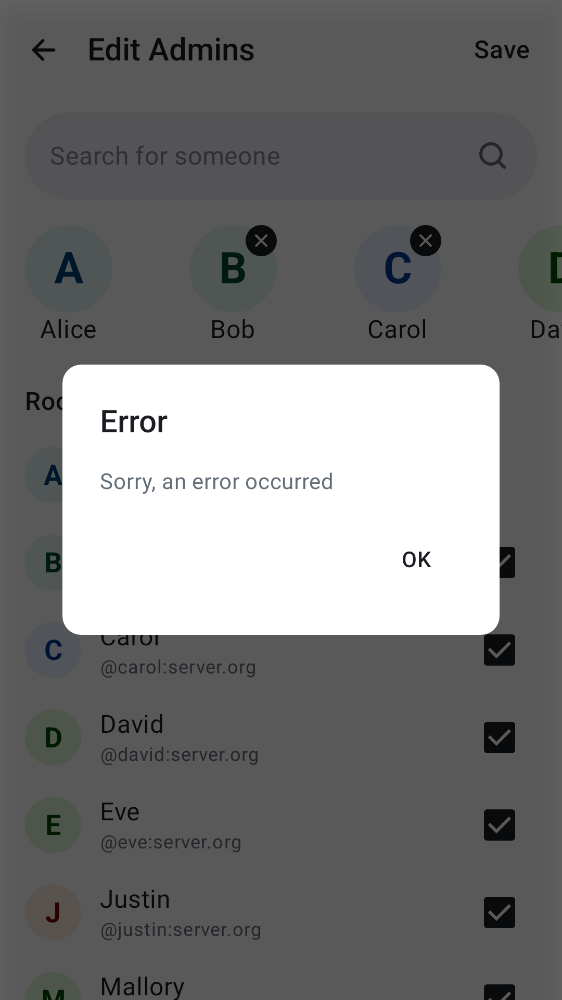 Edit Admins
Save
Search for someone
A
B
C
D
Alice
Bob
Carol
Da
Roo
Error
Sorry, an error occurred
OK
A
B
Carol
C
@carol:server.org
David
D
@david:server.org
Eve
E
@eve:server.org
Justin
J
@justin:server.org
Mallory
M